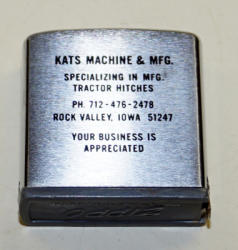 KATS MACHINE & MFG.
SPECIALIZING IN MFG.
TRACTOR HITCHES
PH. 712-476-2478
ROCK VALLEY, IOWA 51247
YOUR BUSINESS IS
APPRECIATED
zippo